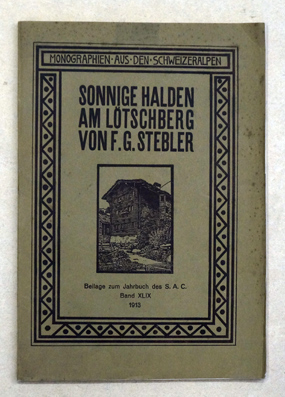 MONOGRAPHIEN·AUS·DEN·SCHWEIZERALPEN
SONNIGE HALDEN
AM LÖTSCHBERG
VON F.G. STEBLER
Beilage zum Jahrbuch des S. A. C.
Band XLIX
1913